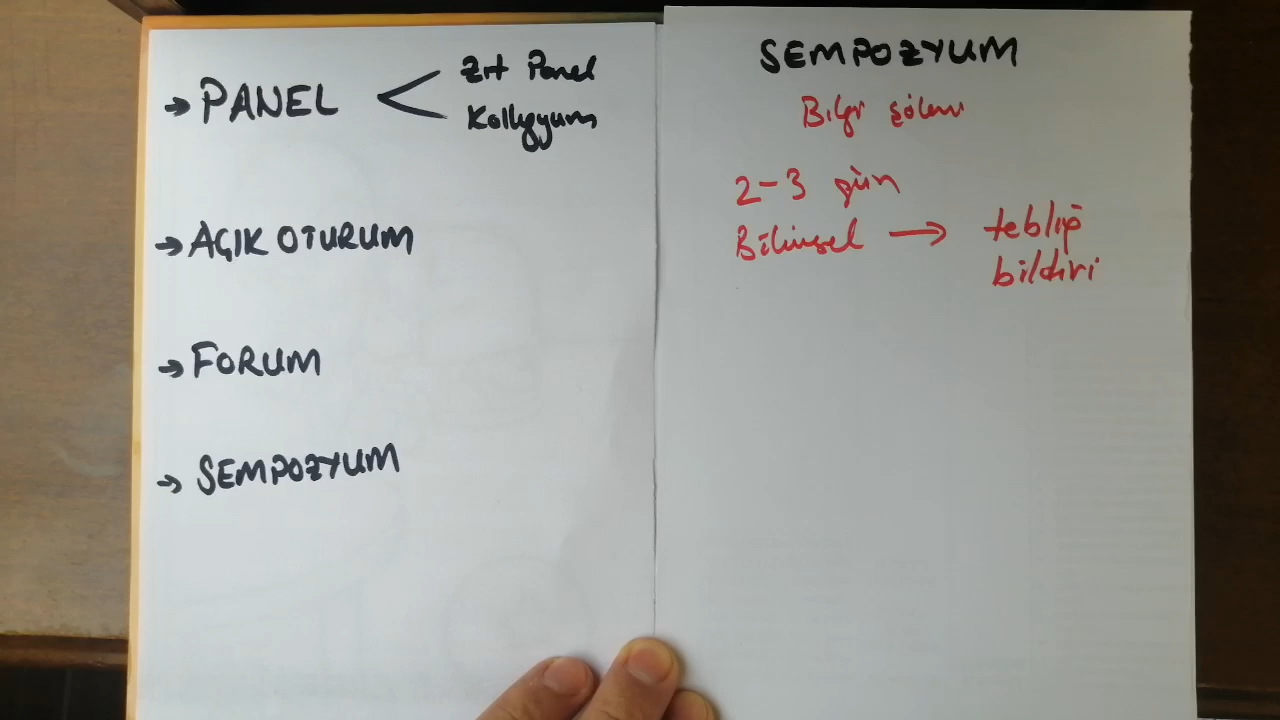 → PANEL < Zıt Panel
Kollegyum
→ AÇIK OTURUM
→ FORUM
→ SEMPOZYUM
SEMPOZYUM
Bilgi şöleni
2-3 gün
Bilimsel → tebliğ
bildiri